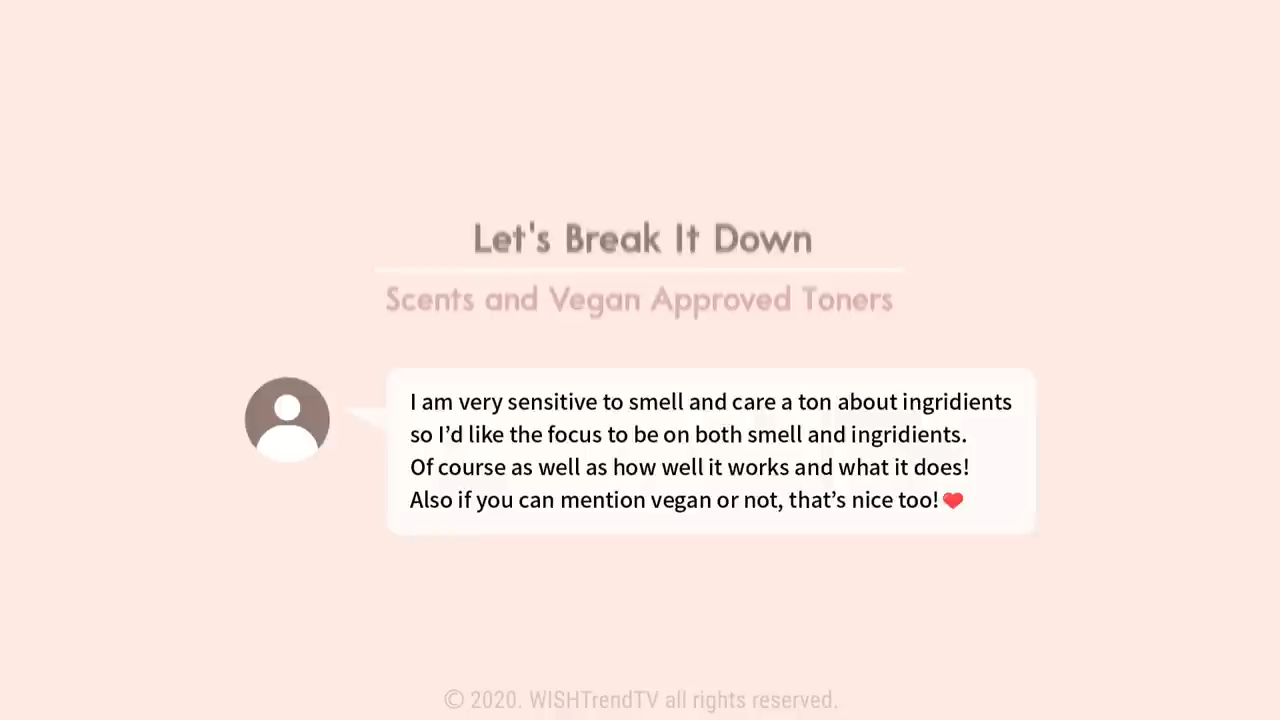 Let's Break It Down
Scents and Vegan Approved Toners
I am very sensitive to smell and care a ton about ingridients
so I’d like the focus to be on both smell and ingridients.
Of course as well as how well it works and what it does!
Also if you can mention vegan or not, that’s nice too!❤
© 2020. WISHTrendTV all rights reserved.